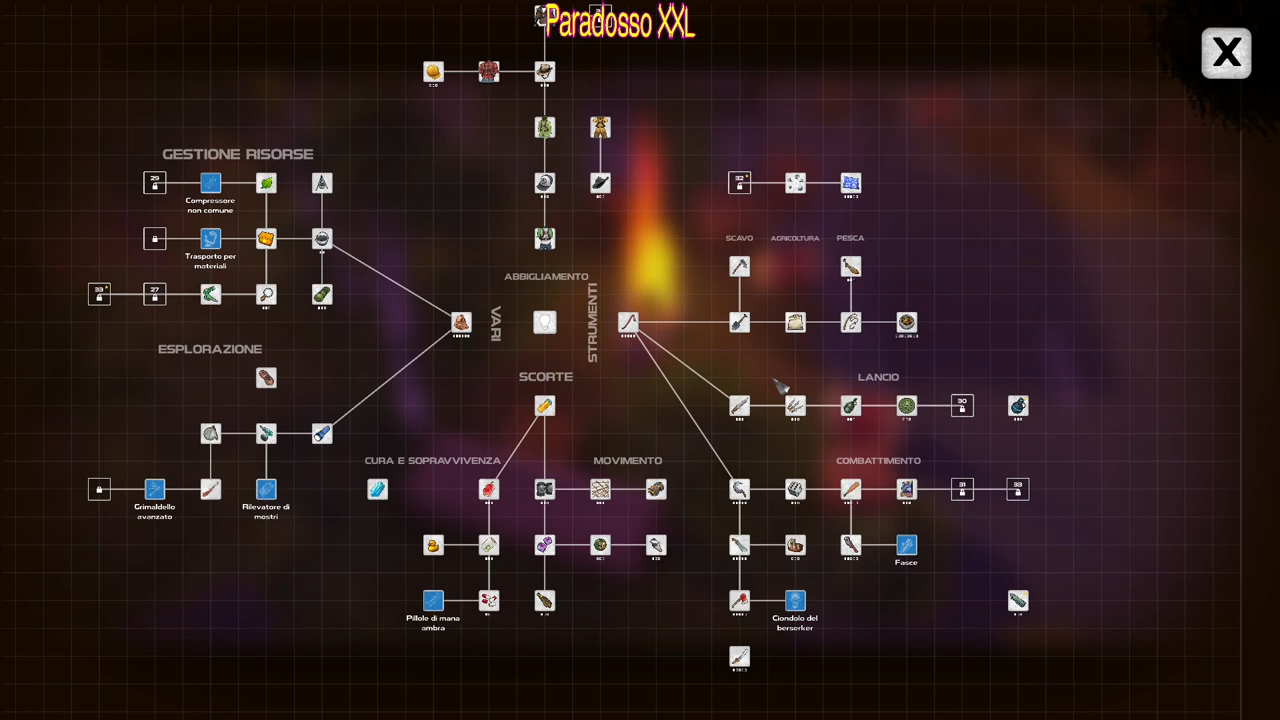 Paradosso XXL
X
GESTIONE RISORSE
29
Compressore
non comune
32
SCAVO
AGRICOLTURA
PESCA
Trasporto per
materiali
ABBIGLIAMENTO
33
27
VARI
STRUMENTI
ESPLORAZIONE
SCORTE
LANCIO
30
CURA E SOPRAVVIVENZA
MOVIMENTO
COMBATTIMENTO
31
33
Grimaldello
avanzato
Rilevatore di
mostri
Fasce
Pillole di mana
ambra
Ciondolo del
berserker